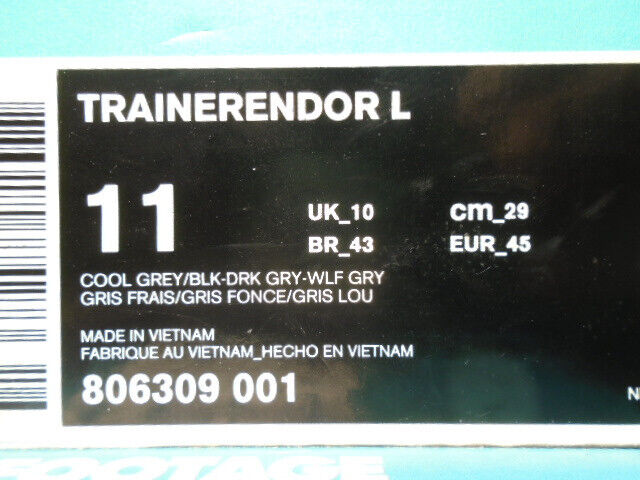 TRAINERENDOR L
11
UK_10 cm_29
BR_43 EUR_45
COOL GREY/BLK-DRK GRY-WLF GRY
GRIS FRAIS/GRIS FONCE/GRIS LOU
MADE IN VIETNAM
FABRIQUE AU VIETNAM_HECHO EN VIETNAM
806309 001
FOOTAGE